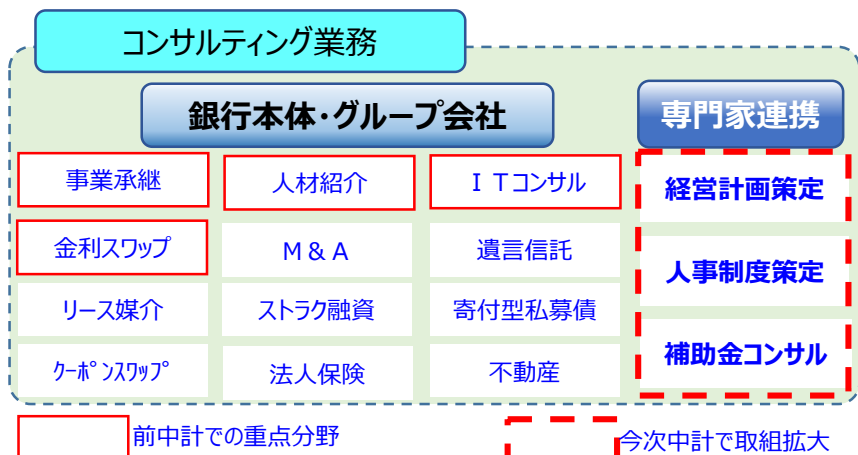 コンサルティング業務
銀行本体・グループ会社
専門家連携
事業承継
人材紹介
ＩＴコンサル
経営計画策定
金利スワップ
Ｍ＆Ａ
遺言信託
人事制度策定
リース媒介
ストラク融資
寄付型私募債
補助金コンサル
ｸｰﾎﾟﾝｽﾜｯﾌﾟ
法人保険
不動産
前中計での重点分野
今次中計で取組拡大